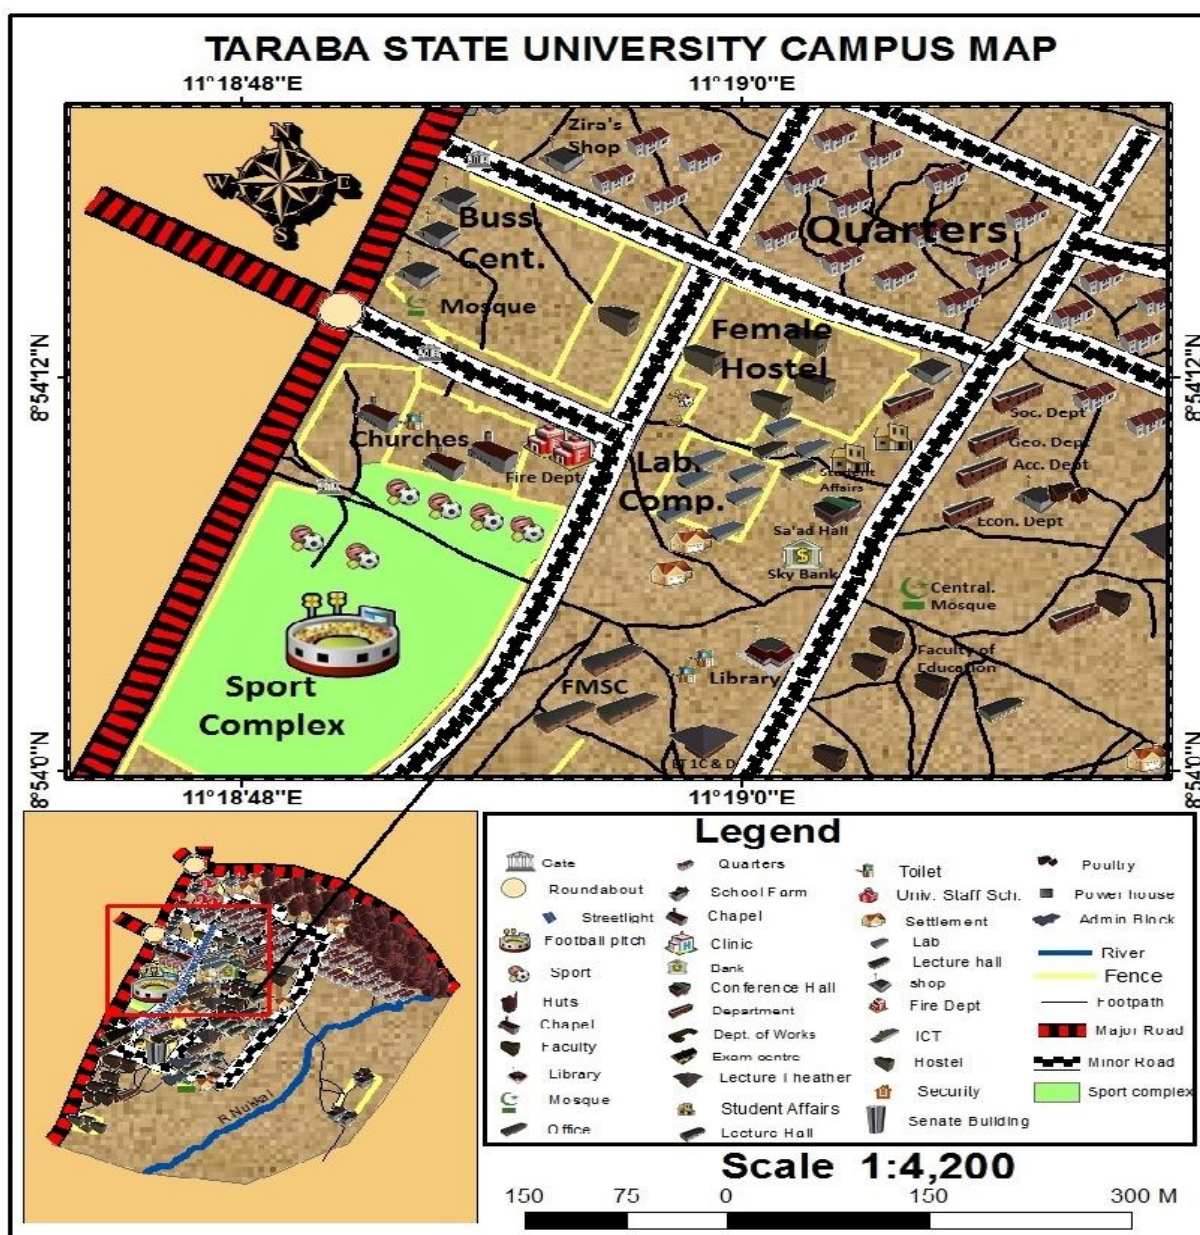 TARABA STATE UNIVERSITY CAMPUS MAP
11°18'48"E
11°19'0"E
N
W
E
S
Zira's
Shop
Buss.
Cent.
Mosque
Quarters
Female
Hostel
8°54'12"N
8°54'12"N
Churches
Fire Dept
Lab.
Comp.
Student
Affairs
Sa'ad Hall
Sky Bank
Soc. Dept
Geo. Dept
Acc. Dept
Econ. Dept
Central.
Mosque
Faculty of
Education
Library
FMSC
LT 1C & D
Sport
Complex
8°54'0"N
8°54'0"N
11°18'48"E
11°19'0"E
R.Nukkai
Legend
Gate
Roundabout
Streetlight
Football pitch
Sport
Huts
Chapel
Faculty
Library
Mosque
Office
Quarters
School Farm
Chapel
Clinic
Bank
Conference Hall
Department
Dept. of Works
Exam centre
Lecture Theather
Student Affairs
Lecture Hall
Toilet
Univ. Staff Sch.
Settlement
Lab
Lecture hall
shop
Fire Dept
ICT
Hostel
Security
Senate Building
Poultry
Power house
Admin Block
River
Fence
Footpath
Major Road
Minor Road
Sport complex
Scale 1:4,200
150 75 0 150 300 M